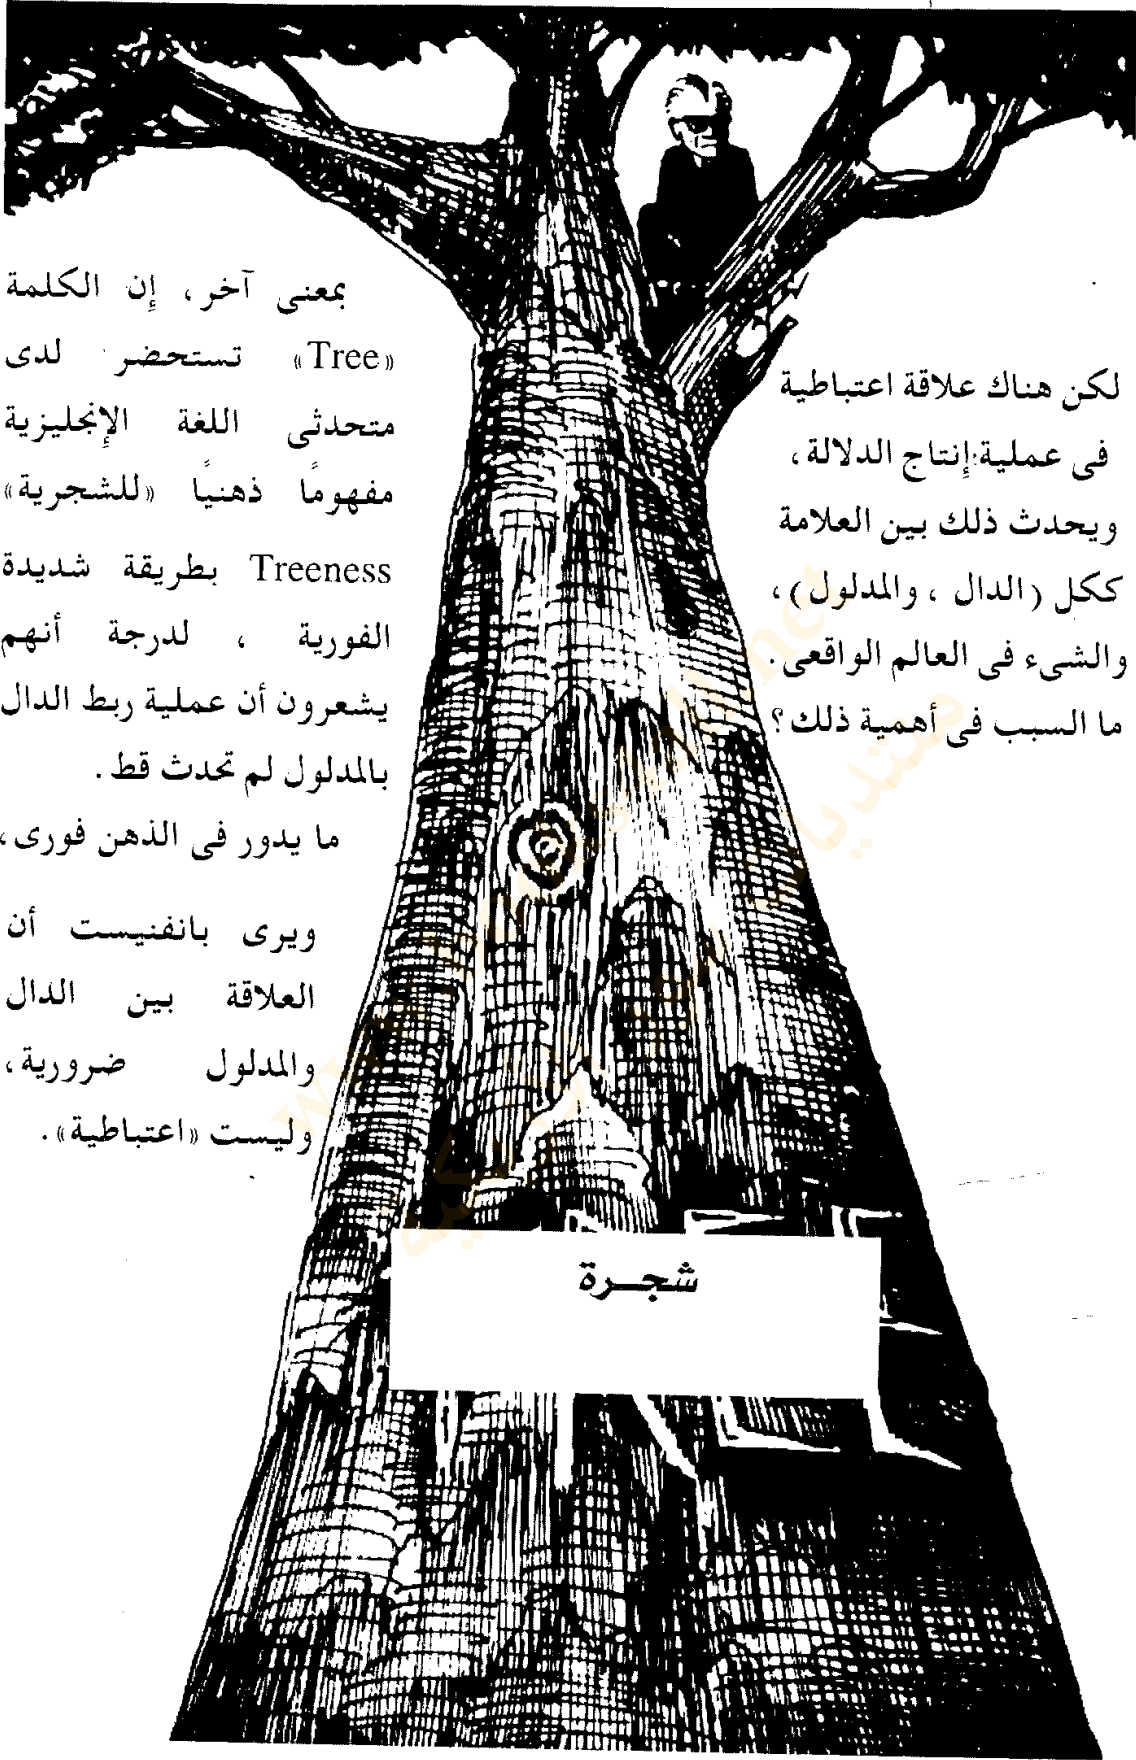 بمعنى آخر، إن الكلمة
«Tree» تستحضر لدى
متحدثى اللغة الإنجليزية
مفهومًا ذهنيًا «للشجرية»
Treeness بطريقة شديدة
الفورية ، لدرجة أنهم
يشعرون أن عملية ربط الدال
بالمدلول لم تحدث قط.
ما يدور فى الذهن فورى،
ويرى بانفنيست أن
العلاقة بين الدال
والمدلول ضرورية،
وليست «اعتباطية».
لكن هناك علاقة اعتباطية
فى عملية إنتاج الدلالة،
ويحدث ذلك بين العلامة
ككل (الدال ، والمدلول)،
والشىء فى العالم الواقعى.
ما السبب فى أهمية ذلك؟
شجرة